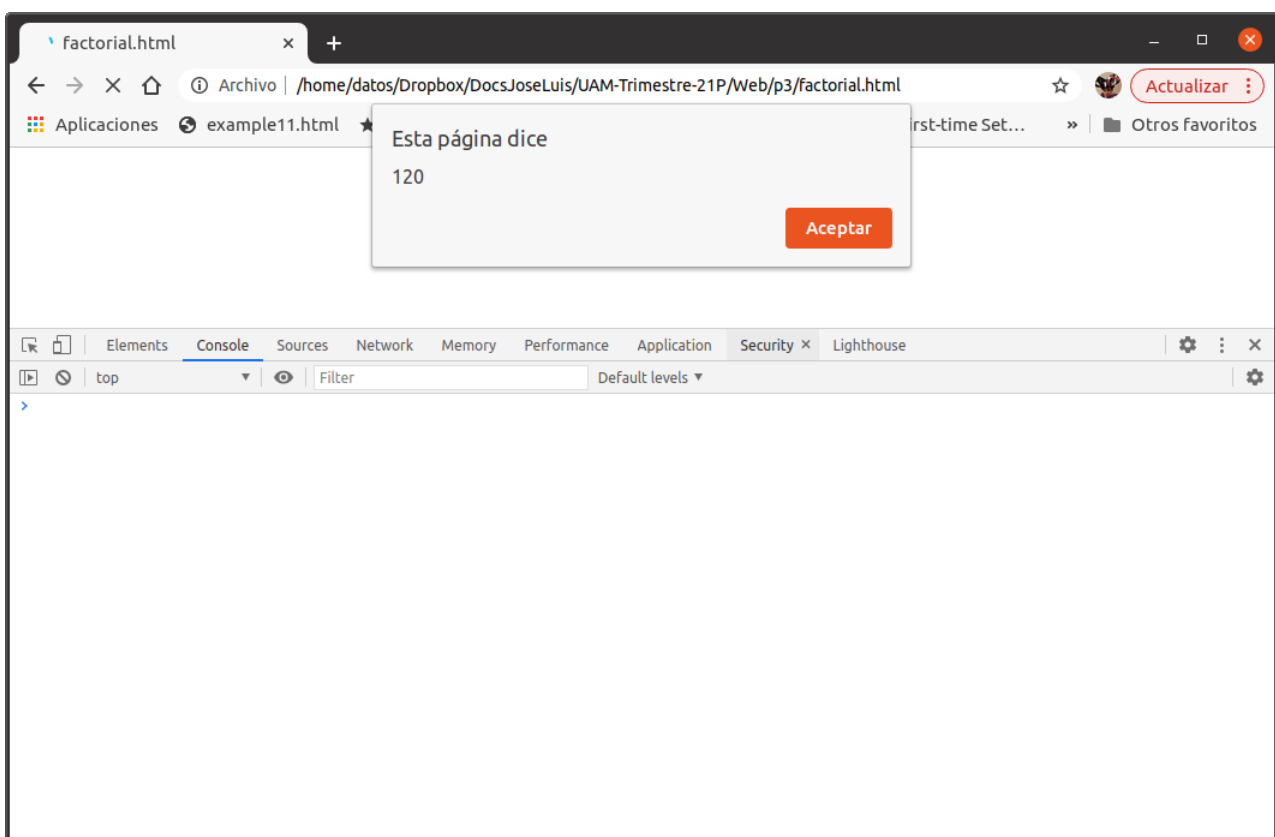 factorial.html
Archivo | /home/datos/Dropbox/DocsJoseLuis/UAM-Trimestre-21P/Web/p3/factorial.html
Actualizar
Aplicaciones example11.html irst-time Set... » Otros favoritos
Esta página dice
120
Aceptar
Elements Console Sources Network Memory Performance Application Security × Lighthouse
top Filter Default levels